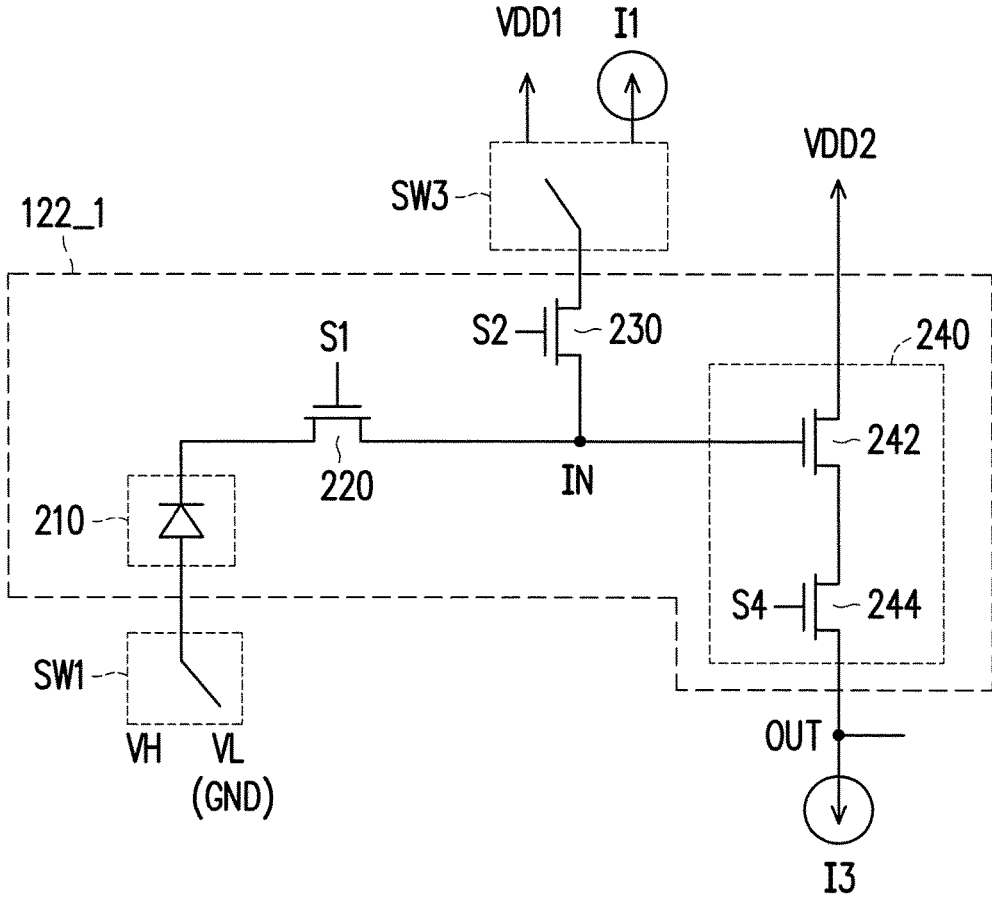 VDD1
I1
VDD2
SW3
122_1
S2
230
S1
240
242
220
IN
210
S4
244
SW1
VH
VL
(GND)
OUT
I3